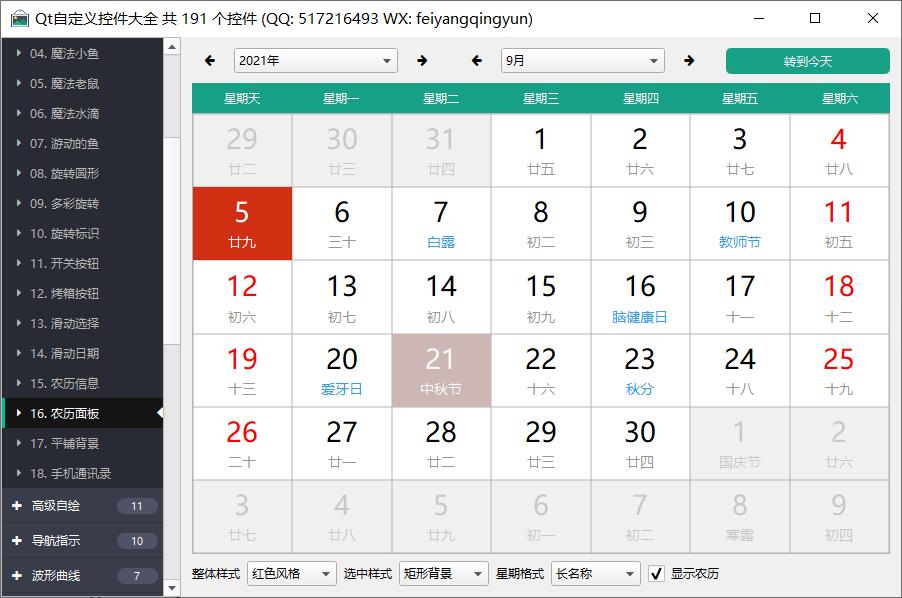 Qt自定义控件大全 共 191 个控件 (QQ: 517216493 WX: feiyangqingyun)
04. 魔法小鱼
05. 魔法老鼠
06. 魔法水滴
07. 游动的鱼
08. 旋转圆形
09. 多彩旋转
10. 旋转标识
11. 开关按钮
12. 烤箱按钮
13. 滑动选择
14. 滑动日期
15. 农历信息
16. 农历面板
17. 平铺背景
18. 手机通讯录
高级自绘 11
导航指示 10
波形曲线 7
2021年 9月 转到今天
星期天 星期一 星期二 星期三 星期四 星期五 星期六
29 30 31 1 2 3 4
廿二 廿三 廿四 廿五 廿六 廿七 廿八
5 6 7 8 9 10 11
廿九 三十 白露 初二 初三 教师节 初五
12 13 14 15 16 17 18
初六 初七 初八 初九 脑健康日 十一 十二
19 20 21 22 23 24 25
十三 爱牙日 中秋节 十六 秋分 十八 十九
26 27 28 29 30 1 2
二十 廿一 廿二 廿三 廿四 国庆节 廿六
3 4 5 6 7 8 9
廿七 廿八 廿九 初一 初二 寒露 初四
整体样式 红色风格 选中样式 矩形背景 星期格式 长名称 显示农历